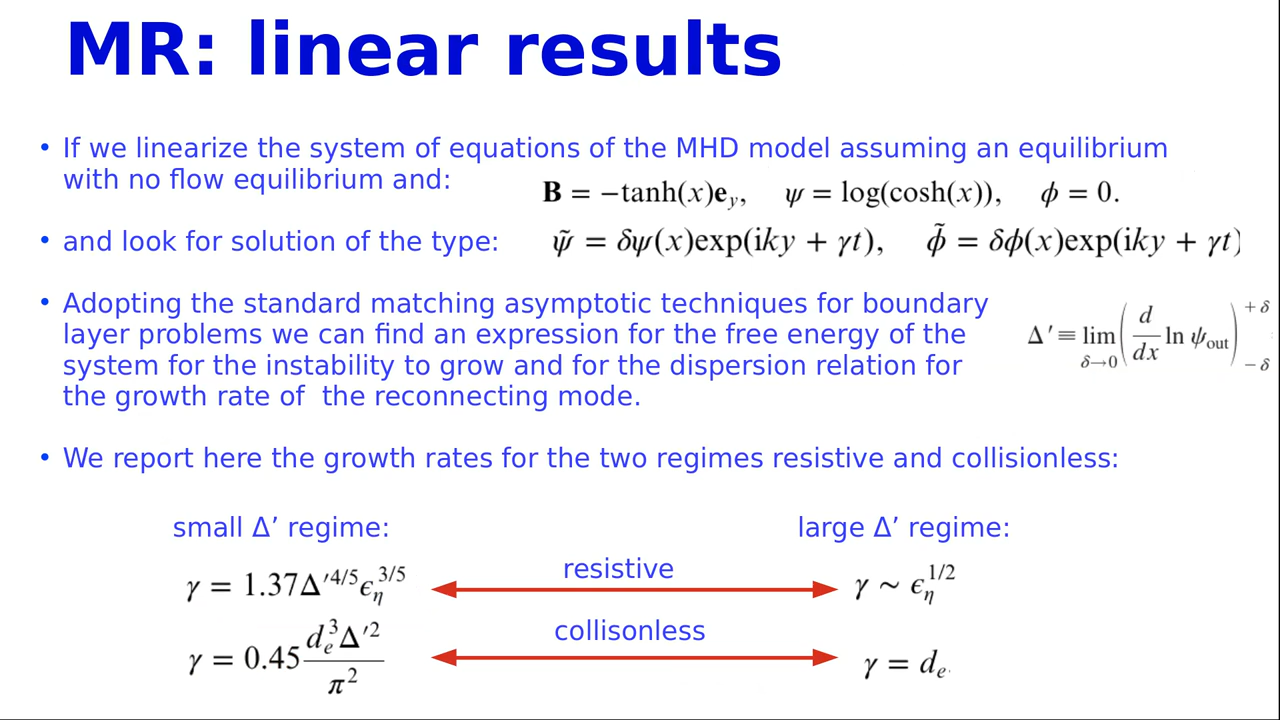 MR: linear results
• If we linearize the system of equations of the MHD model assuming an equilibrium
with no flow equilibrium and: B = −tanh(x)e_y, ψ = log(cosh(x)), ϕ = 0.
• and look for solution of the type: ψ̃ = δψ(x)exp(iky + γt), ϕ̃ = δϕ(x)exp(iky + γt)
• Adopting the standard matching asymptotic techniques for boundary
layer problems we can find an expression for the free energy of the
system for the instability to grow and for the dispersion relation for
the growth rate of  the reconnecting mode.
Δ′ ≡ lim_{δ→0} (d/dx ln ψ_out)^{+δ}_{−δ}
• We report here the growth rates for the two regimes resistive and collisionless:
small Δ’ regime: large Δ’ regime:
resistive
γ = 1.37Δ′^{4/5}ϵ_η^{3/5} γ ~ ϵ_η^{1/2}
collisonless
γ = 0.45 d_e^3Δ′^2/π^2 γ = d_e.